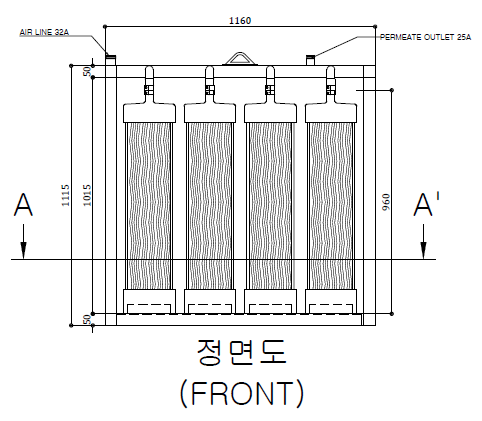 1160
AIR LINE 32A
PERMEATE OUTLET 25A
50
1115
1015
960
A
A'
50
정면도
(FRONT)